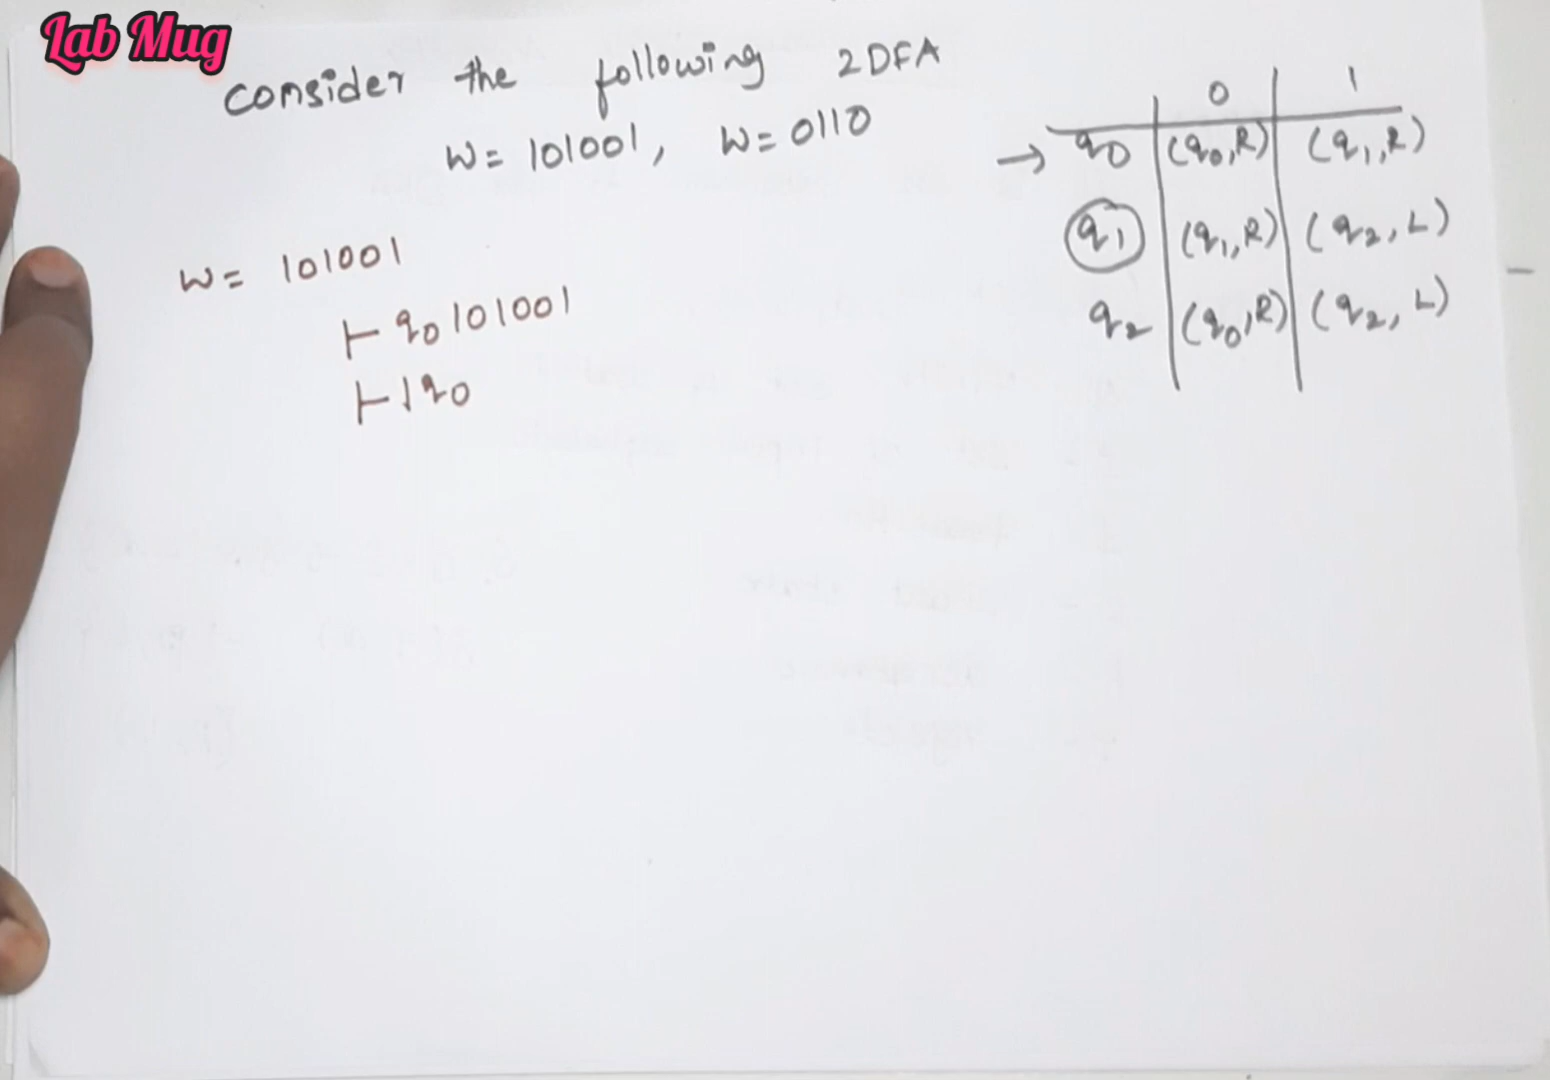 Lab Mug
consider the following 2DFA
W = 101001, W = 0110
0 1
→ q0 (q0,R) (q1,R)
q1 (q1,R) (q2,L)
q2 (q0,R) (q2,L)
W = 101001
⊢ q0 101001
⊢ 1q0